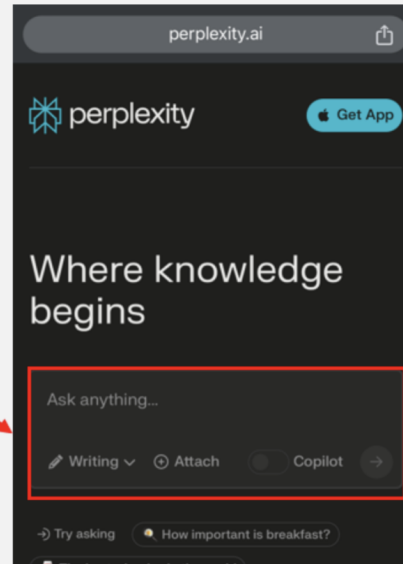 perplexity.ai
perplexity
Get App
Where knowledge
begins
Ask anything...
Writing
Attach
Copilot
Try asking
How important is breakfast?